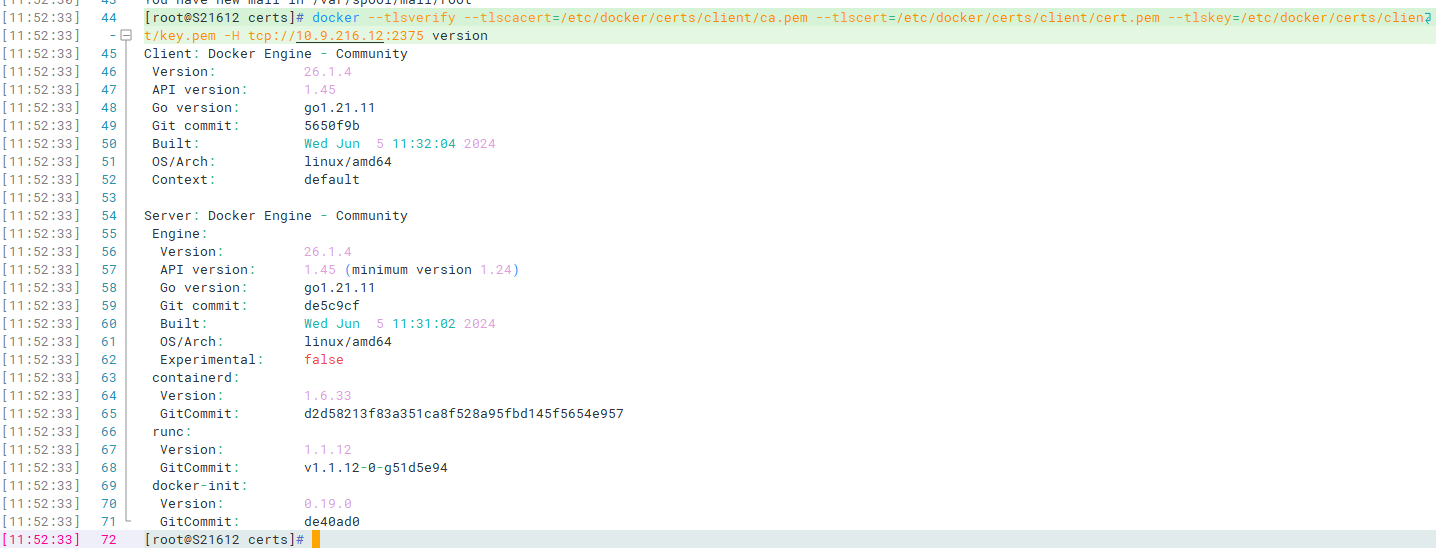 [11:52:30] 43 You have new mail in /var/spool/mail/root
[11:52:33] 44 [root@S21612 certs]# docker --tlsverify --tlscacert=/etc/docker/certs/client/ca.pem --tlscert=/etc/docker/certs/client/cert.pem --tlskey=/etc/docker/certs/clien
[11:52:33] - t/key.pem -H tcp://10.9.216.12:2375 version
[11:52:33] 45 Client: Docker Engine - Community
[11:52:33] 46 Version: 26.1.4
[11:52:33] 47 API version: 1.45
[11:52:33] 48 Go version: go1.21.11
[11:52:33] 49 Git commit: 5650f9b
[11:52:33] 50 Built: Wed Jun 5 11:32:04 2024
[11:52:33] 51 OS/Arch: linux/amd64
[11:52:33] 52 Context: default
[11:52:33] 53
[11:52:33] 54 Server: Docker Engine - Community
[11:52:33] 55 Engine:
[11:52:33] 56 Version: 26.1.4
[11:52:33] 57 API version: 1.45 (minimum version 1.24)
[11:52:33] 58 Go version: go1.21.11
[11:52:33] 59 Git commit: de5c9cf
[11:52:33] 60 Built: Wed Jun 5 11:31:02 2024
[11:52:33] 61 OS/Arch: linux/amd64
[11:52:33] 62 Experimental: false
[11:52:33] 63 containerd:
[11:52:33] 64 Version: 1.6.33
[11:52:33] 65 GitCommit: d2d58213f83a351ca8f528a95fbd145f5654e957
[11:52:33] 66 runc:
[11:52:33] 67 Version: 1.1.12
[11:52:33] 68 GitCommit: v1.1.12-0-g51d5e94
[11:52:33] 69 docker-init:
[11:52:33] 70 Version: 0.19.0
[11:52:33] 71 GitCommit: de40ad0
[11:52:33] 72 [root@S21612 certs]#